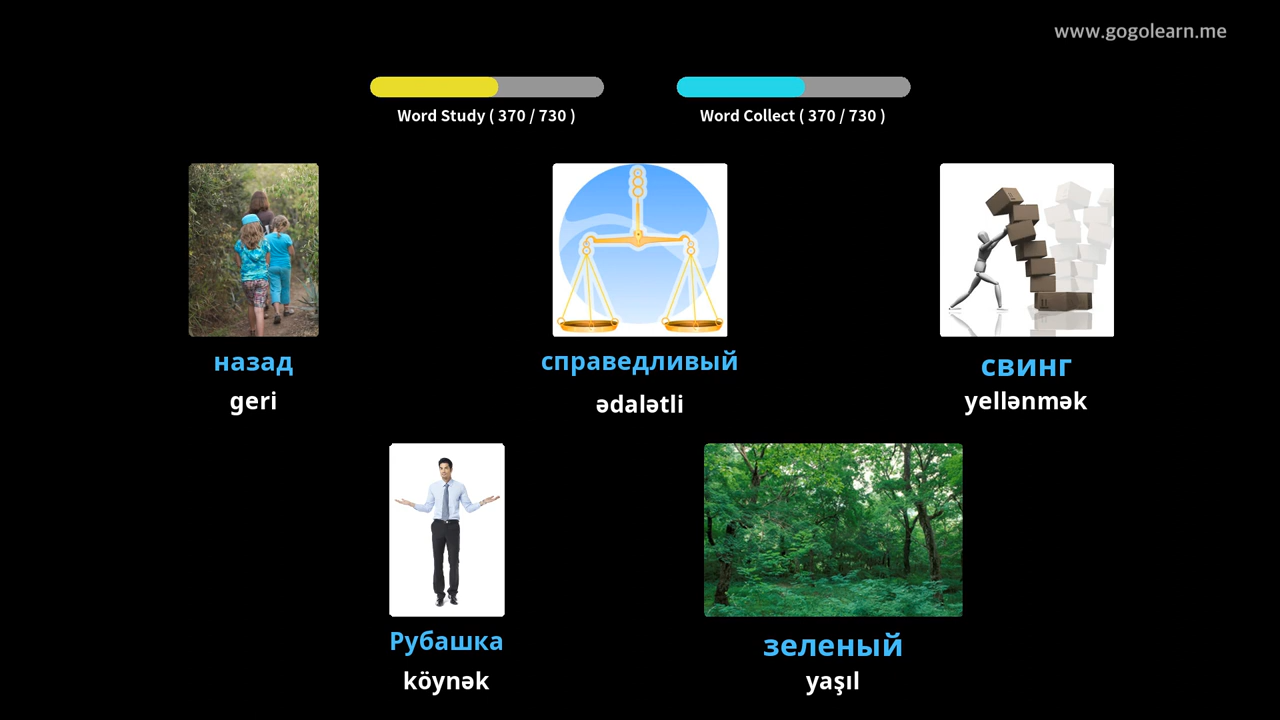 www.gogolearn.me
Word Study ( 370 / 730 )
Word Collect ( 370 / 730 )
назад
geri
справедливый
ədalətli
свинг
yellənmək
Рубашка
köynək
зеленый
yaşıl